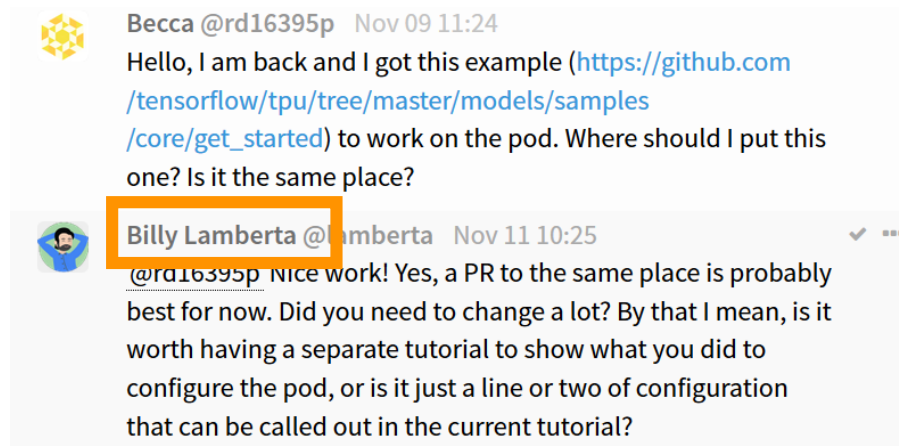 Becca @rd16395p Nov 09 11:24
Hello, I am back and I got this example (https://github.com
/tensorflow/tpu/tree/master/models/samples
/core/get_started) to work on the pod. Where should I put this
one? Is it the same place?
Billy Lamberta @lamberta Nov 11 10:25
@rd16395p Nice work! Yes, a PR to the same place is probably
best for now. Did you need to change a lot? By that I mean, is it
worth having a separate tutorial to show what you did to
configure the pod, or is it just a line or two of configuration
that can be called out in the current tutorial?